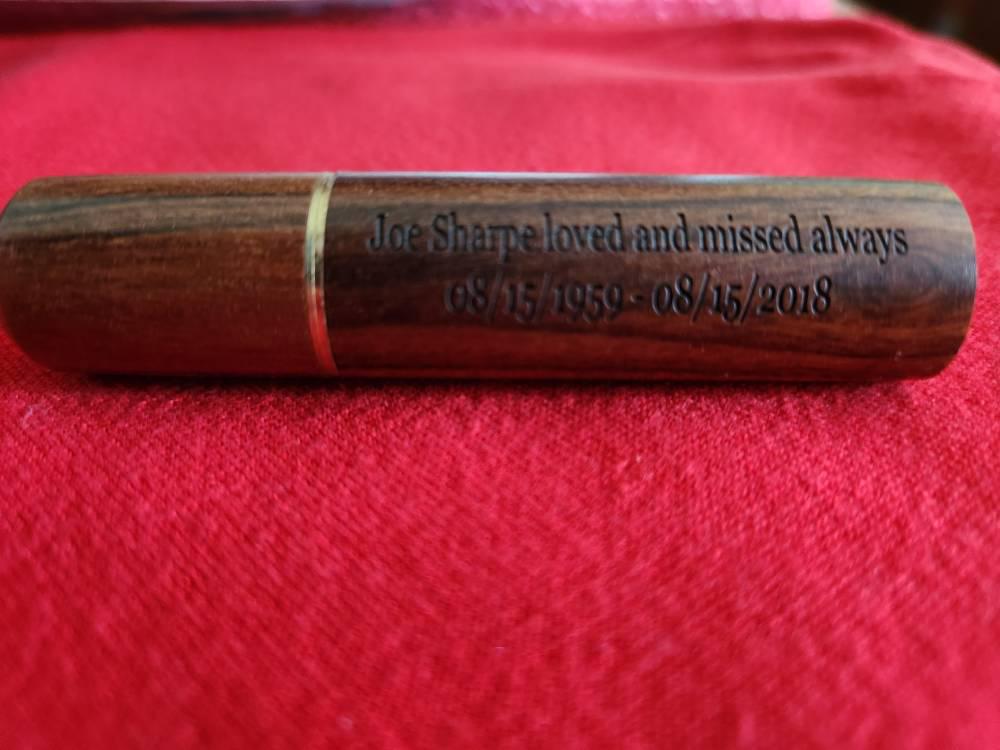 Joe Sharpe loved and missed always
08/15/1959 - 08/15/2018